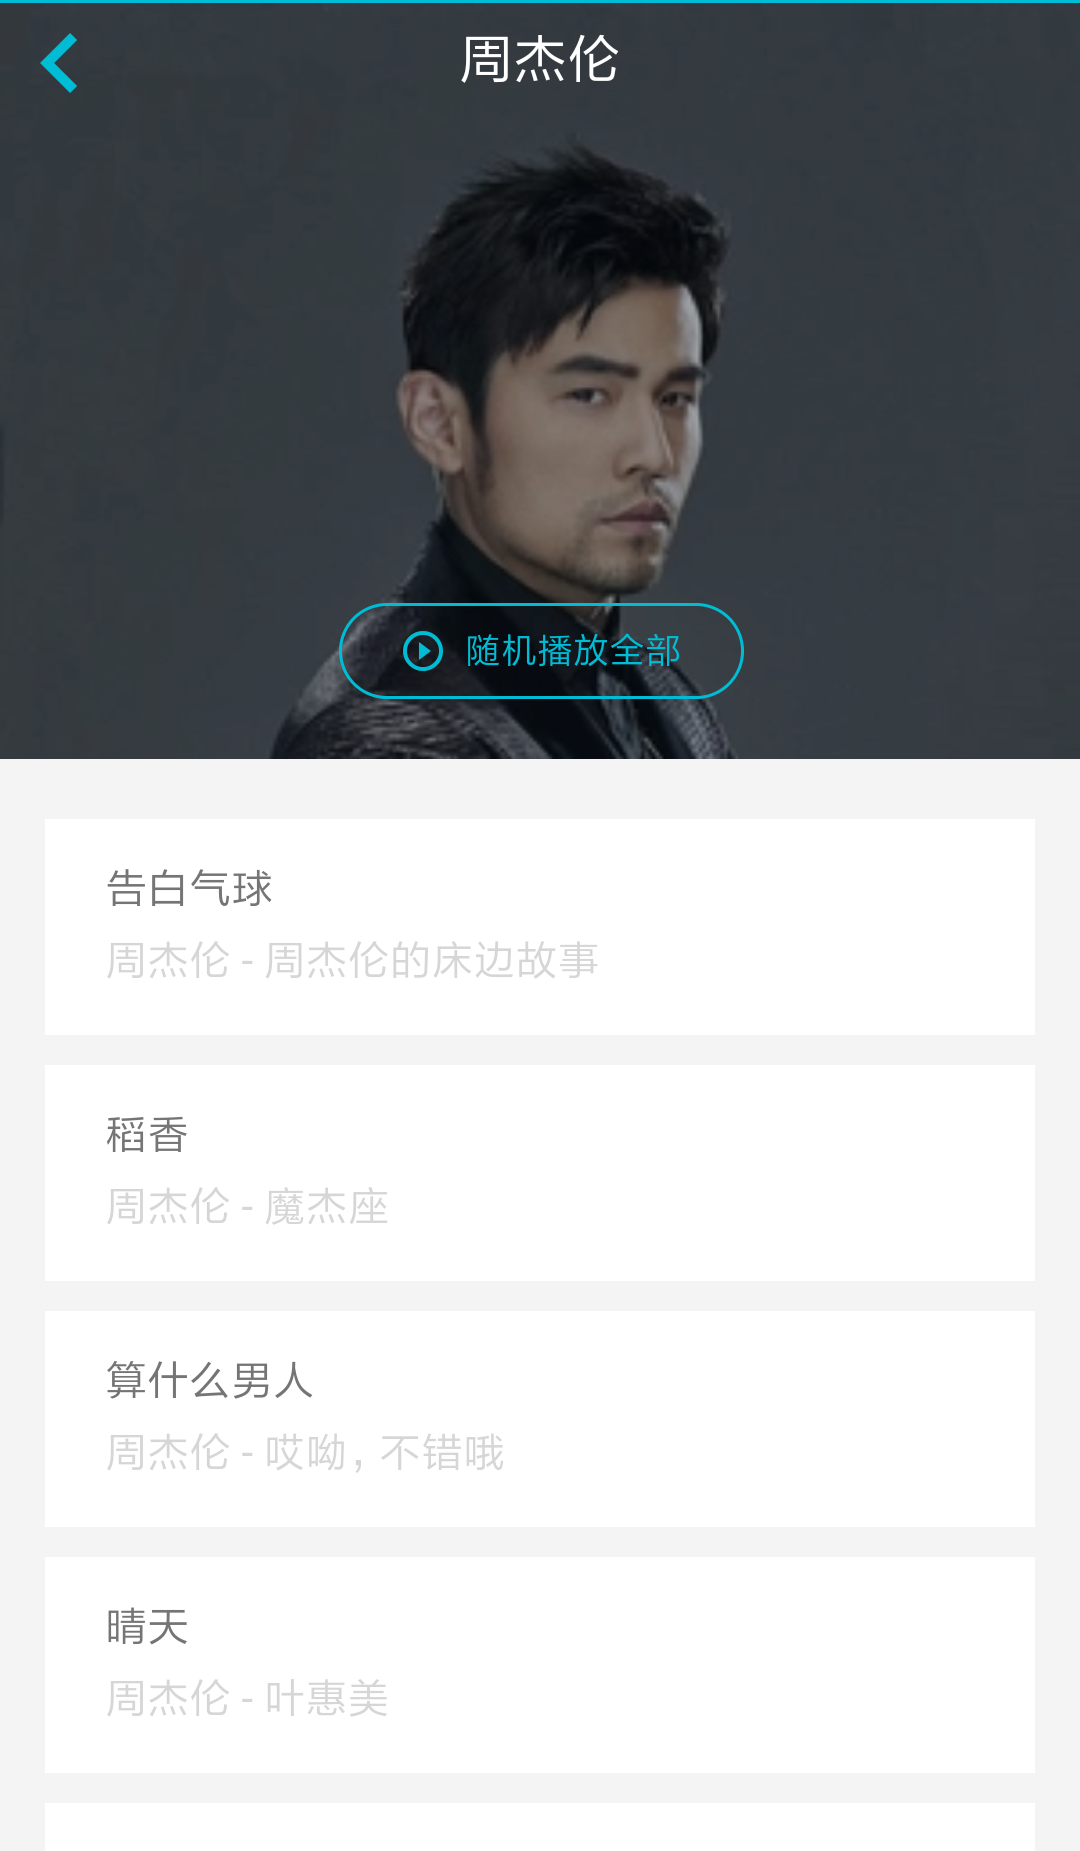 周杰伦
随机播放全部
告白气球
周杰伦 - 周杰伦的床边故事
稻香
周杰伦 - 魔杰座
算什么男人
周杰伦 - 哎呦, 不错哦
晴天
周杰伦 - 叶惠美